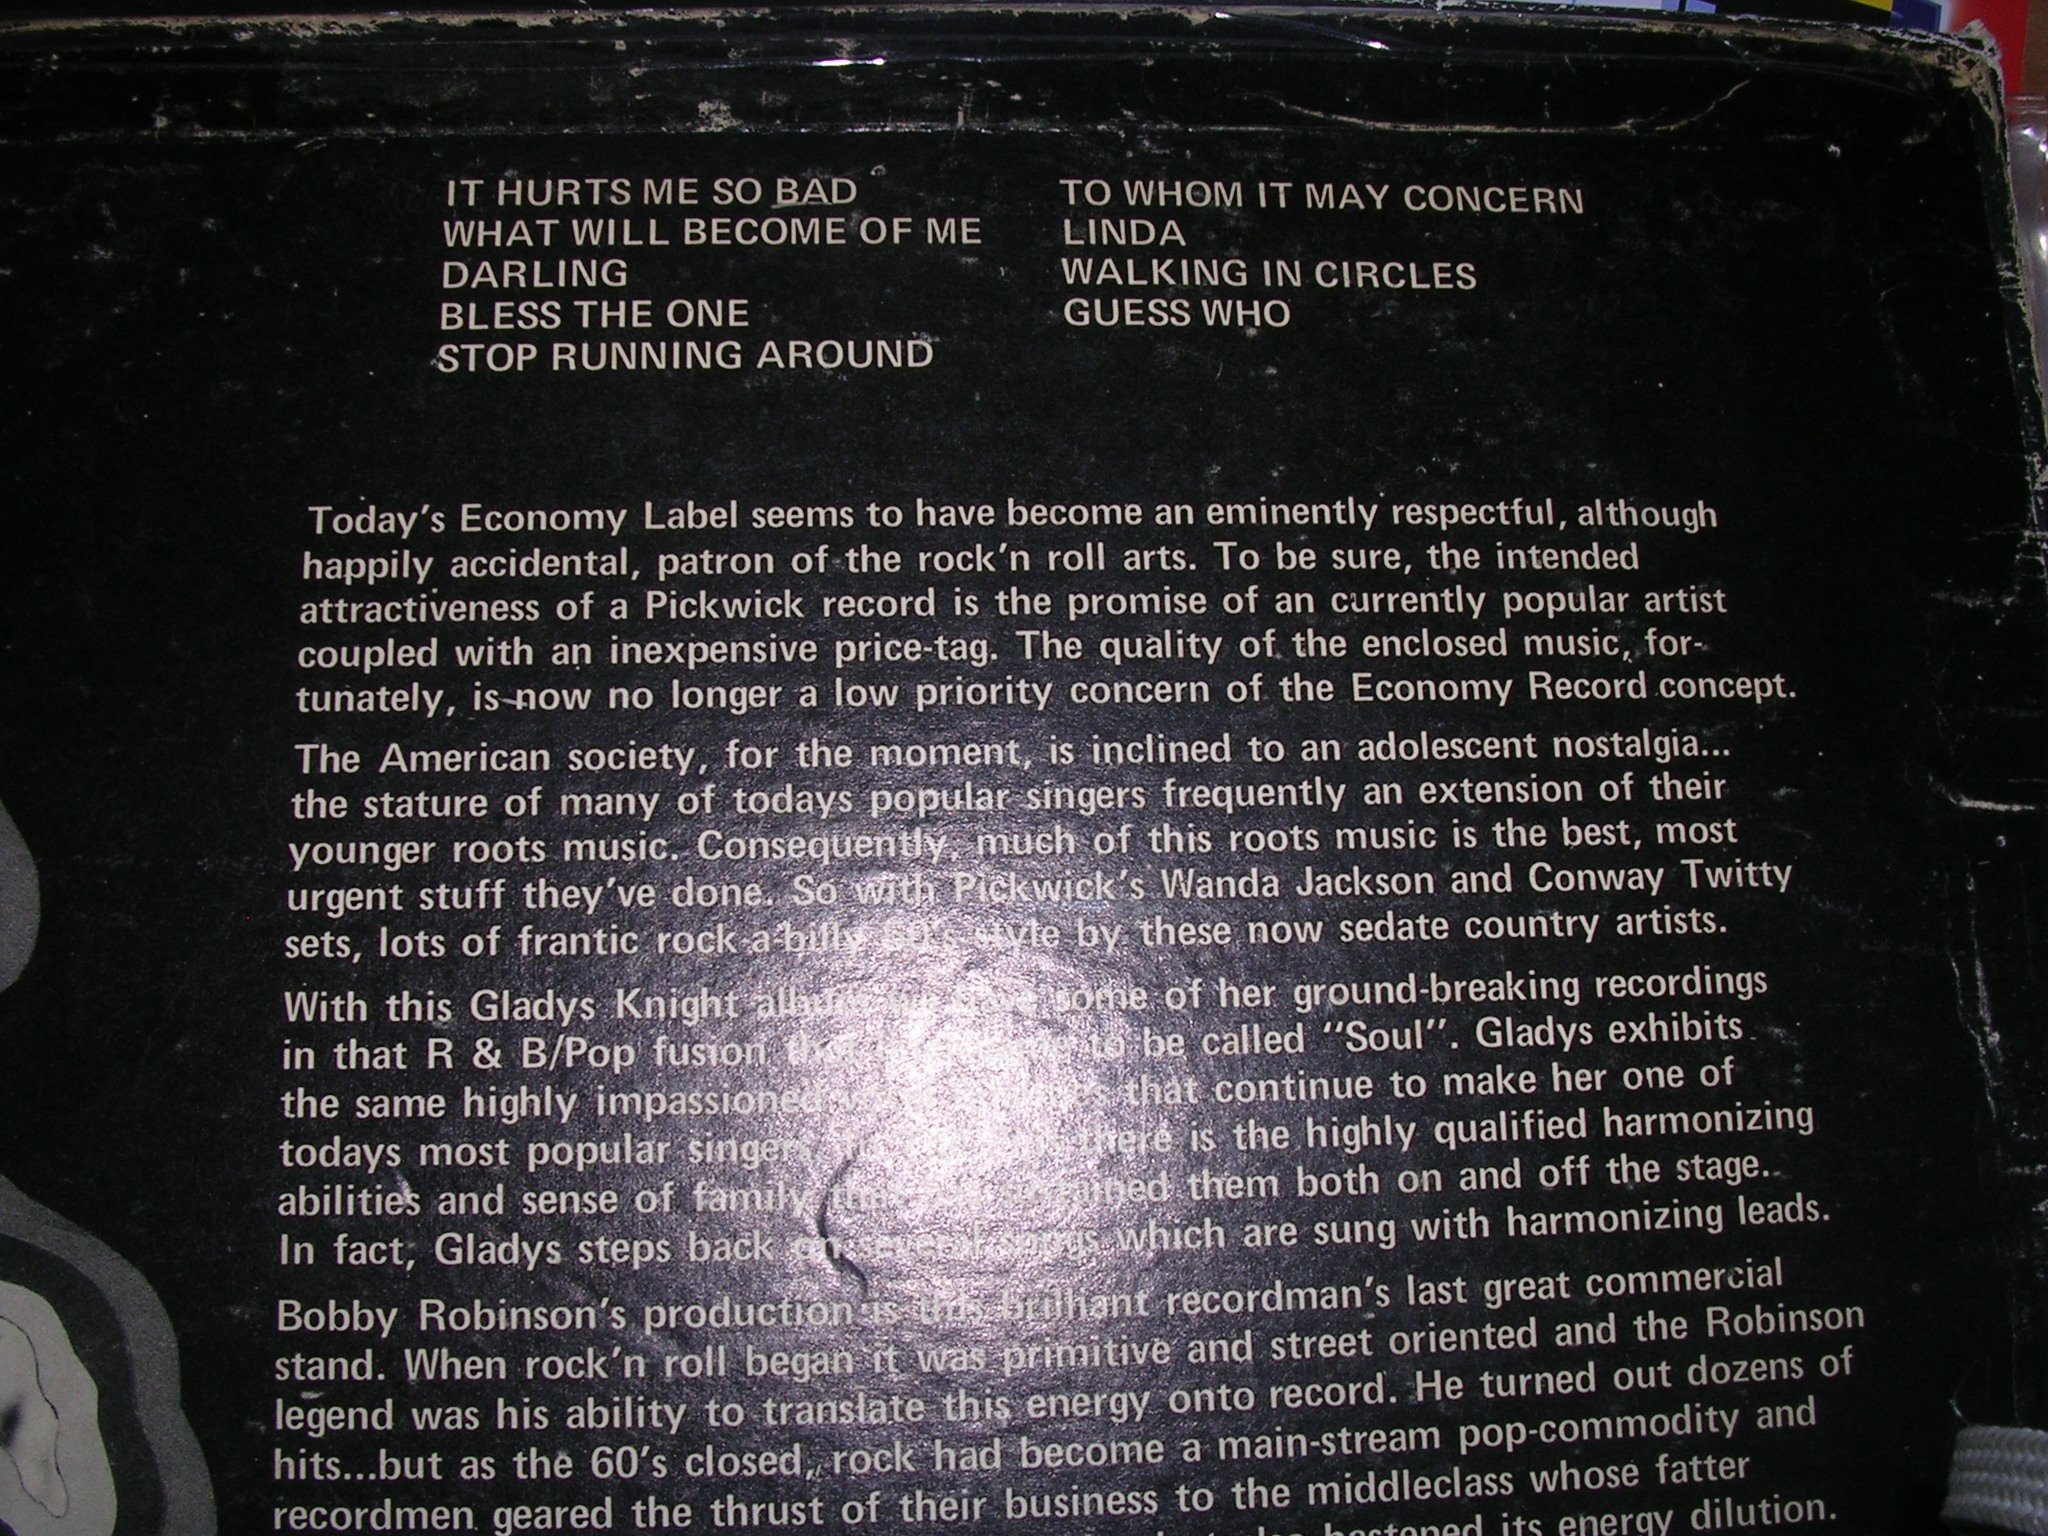 IT HURTS ME SO BAD
WHAT WILL BECOME OF ME
DARLING
BLESS THE ONE
STOP RUNNING AROUND
TO WHOM IT MAY CONCERN
LINDA
WALKING IN CIRCLES
GUESS WHO
Today's Economy Label seems to have become an eminently respectful, although
happily accidental, patron of the rock'n roll arts. To be sure, the intended
attractiveness of a Pickwick record is the promise of an currently popular artist
coupled with an inexpensive price-tag. The quality of the enclosed music, for-
tunately, is now no longer a low priority concern of the Economy Record concept.
The American society, for the moment, is inclined to an adolescent nostalgia...
the stature of many of todays popular singers frequently an extension of their
younger roots music. Consequently, much of this roots music is the best, most
urgent stuff they've done. So with Pickwick's Wanda Jackson and Conway Twitty
sets, lots of frantic rock-a-billy style by these now sedate country artists.
With this Gladys Knight album some of her ground-breaking recordings
in that R & B/Pop fusion to be called "Soul". Gladys exhibits
the same highly impassioned that continue to make her one of
todays most popular singers, there is the highly qualified harmonizing
abilities and sense of family them both on and off the stage.
In fact, Gladys steps back on several songs which are sung with harmonizing leads.
Bobby Robinson's production is this brilliant recordman's last great commercial
stand. When rock'n roll began it was primitive and street oriented and the Robinson
legend was his ability to translate this energy onto record. He turned out dozens of
hits...but as the 60's closed, rock had become a main-stream pop-commodity and
recordmen geared the thrust of their business to the middleclass whose fatter
hastened its energy dilution.